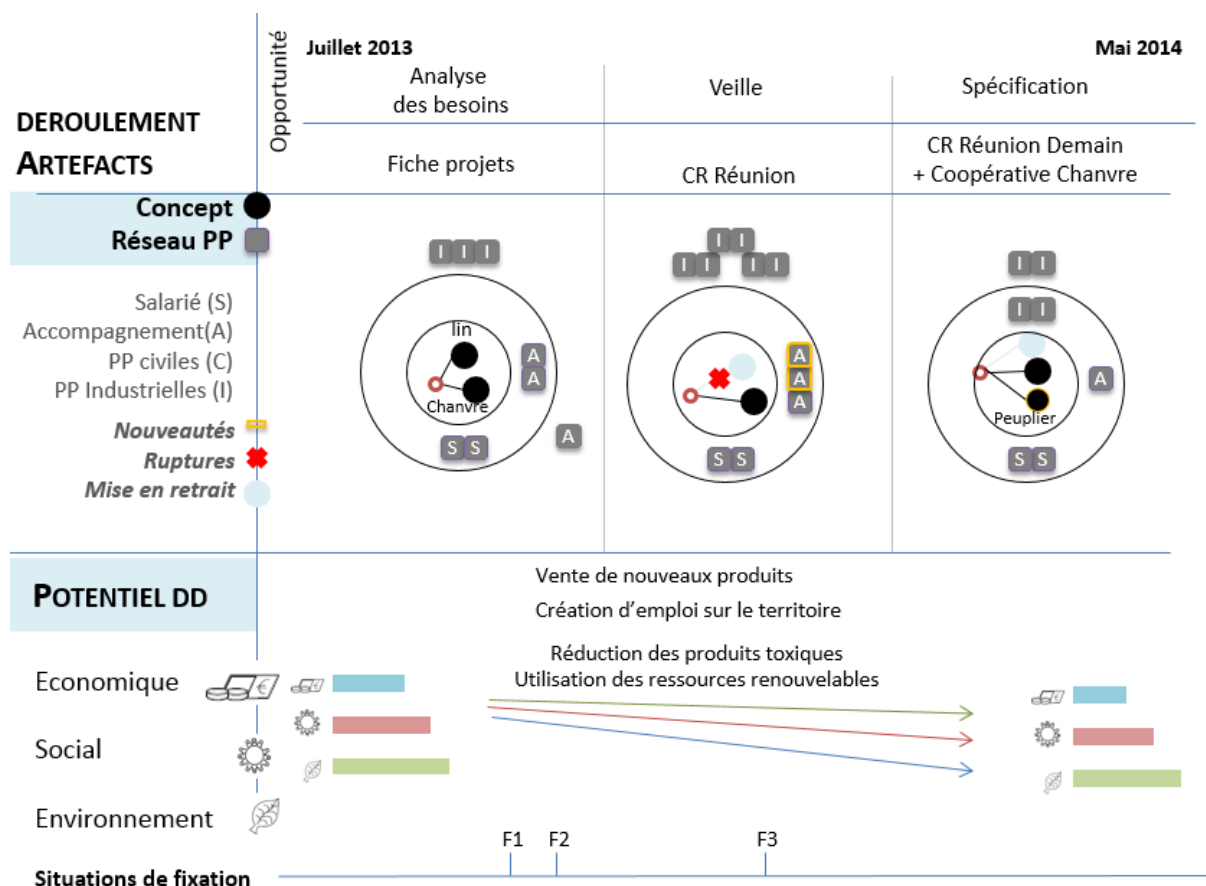 Opportunité
Juillet 2013
Mai 2014
Analyse
des besoins
Veille
Spécification
DEROULEMENT
ARTEFACTS
Fiche projets
CR Réunion
CR Réunion Demain
+ Coopérative Chanvre
Concept
Réseau PP
Salarié (S)
Accompagnement(A)
PP civiles (C)
PP Industrielles (I)
Nouveautés
Ruptures
Mise en retrait
I I I
lin
Chanvre
A
A
A
S S
I I
I I I I
A
A
A
S S
I I
I I
A
Peuplier
S S
POTENTIEL DD
Vente de nouveaux produits
Création d'emploi sur le territoire
Réduction des produits toxiques
Utilisation des ressources renouvelables
Economique
€
€
€
Social
Environnement
F1 F2 F3
Situations de fixation